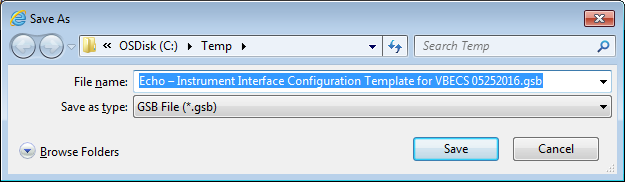 Save As
« OSDisk (C:) ▸ Temp ▸
Search Temp
File name: Echo – Instrument Interface Configuration Template for VBECS 05252016.gsb
Save as type: GSB File (*.gsb)
Browse Folders
Save
Cancel